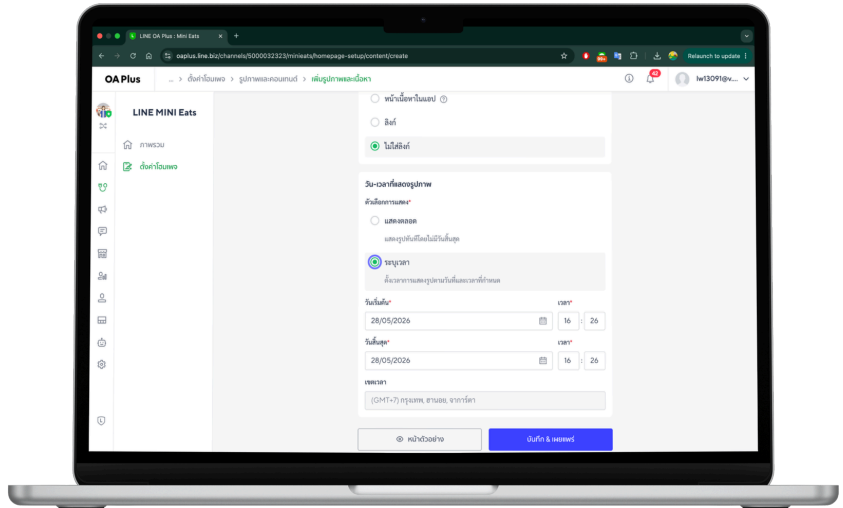 LINE OA Plus : Mini Eats
oaplus.line.biz/channels/5000032323/minieats/homepage-setup/content/create
Relaunch to update
OA Plus
... > ตั้งค่าโฮมเพจ > รูปภาพและคอนเทนต์ > เพิ่มรูปภาพและเนื้อหา
42
lw13091@v...
LINE MINI Eats
ภาพรวม
ตั้งค่าโฮมเพจ
หน้าเนื้อหาในแอป
ลิงก์
ไม่ใส่ลิงก์
วัน-เวลาที่แสดงรูปภาพ
ตัวเลือกการแสดง*
แสดงตลอด
แสดงรูปทันทีโดยไม่มีวันสิ้นสุด
ระบุเวลา
ตั้งเวลาการแสดงรูปตามวันที่และเวลาที่กำหนด
วันเริ่มต้น* เวลา*
28/05/2026 16 : 26
วันสิ้นสุด* เวลา*
28/05/2026 16 : 26
เขตเวลา
(GMT+7) กรุงเทพ, ฮานอย, จาการ์ตา
หน้าตัวอย่าง บันทึก & เผยแพร่